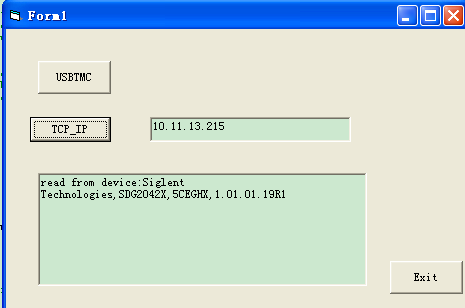 Form1
USBTMC
TCP_IP
10.11.13.215
read from device:Siglent
Technologies,SDG2042X,5CEGHX,1.01.01.19R1
Exit